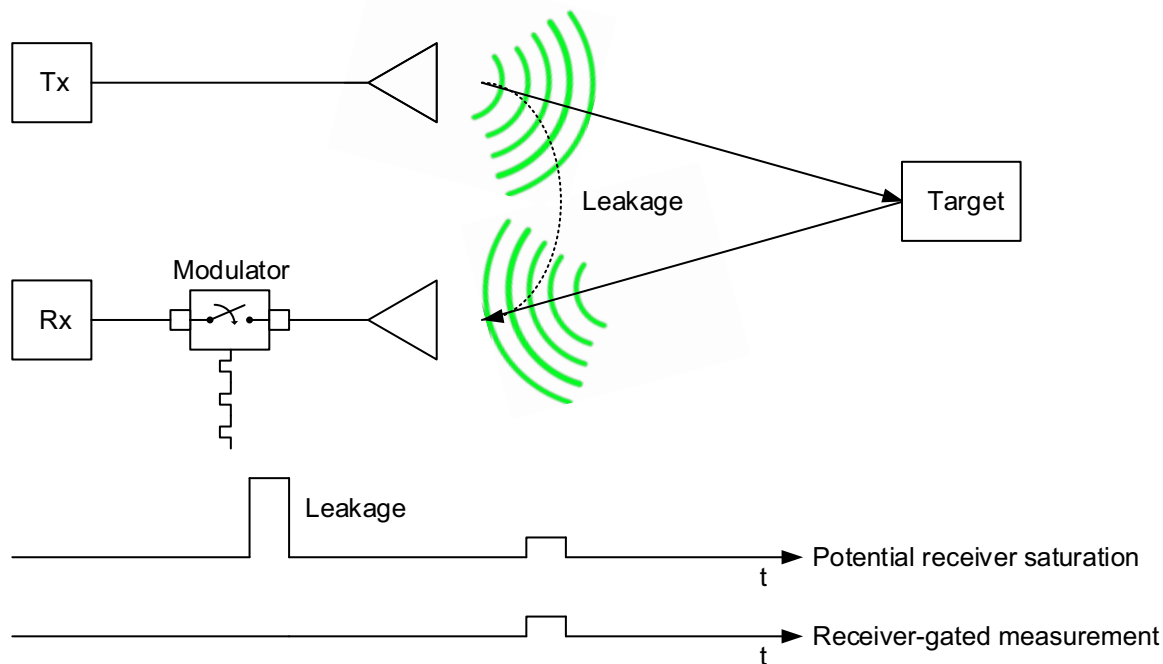 Tx
Leakage
Target
Modulator
Rx
Leakage
t
Potential receiver saturation
t
Receiver-gated measurement